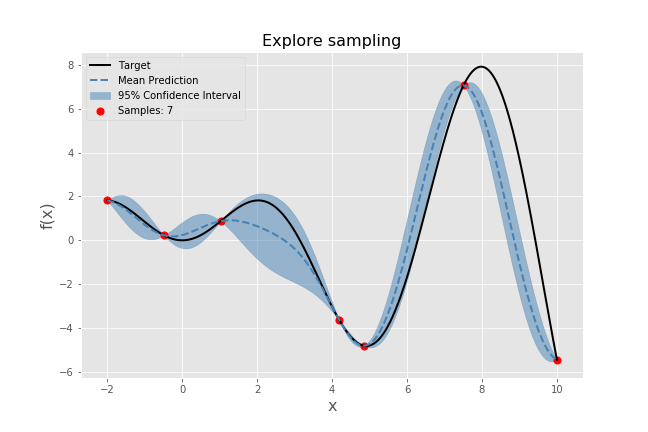 Explore sampling
Target
Mean Prediction
95% Confidence Interval
Samples: 7
f(x)
8
6
4
2
0
−2
−4
−6
−2 0 2 4 6 8 10
x